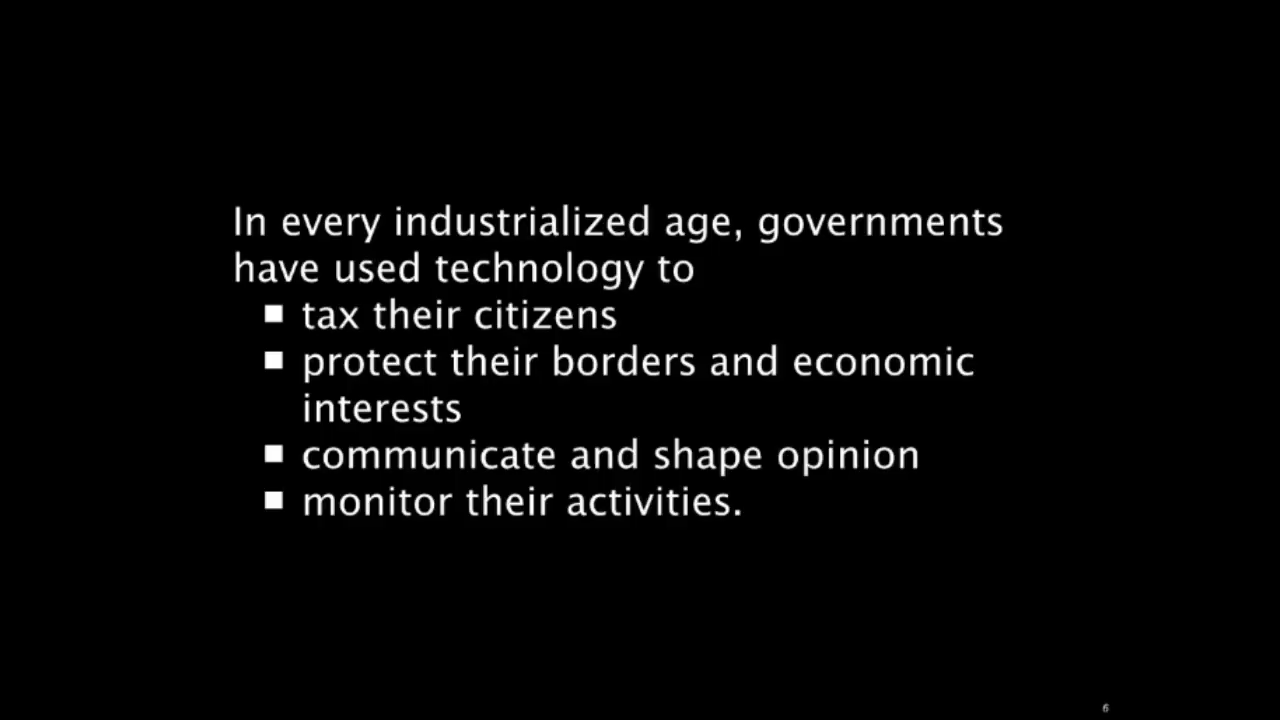 In every industrialized age, governments
have used technology to
■ tax their citizens
■ protect their borders and economic
interests
■ communicate and shape opinion
■ monitor their activities.
6